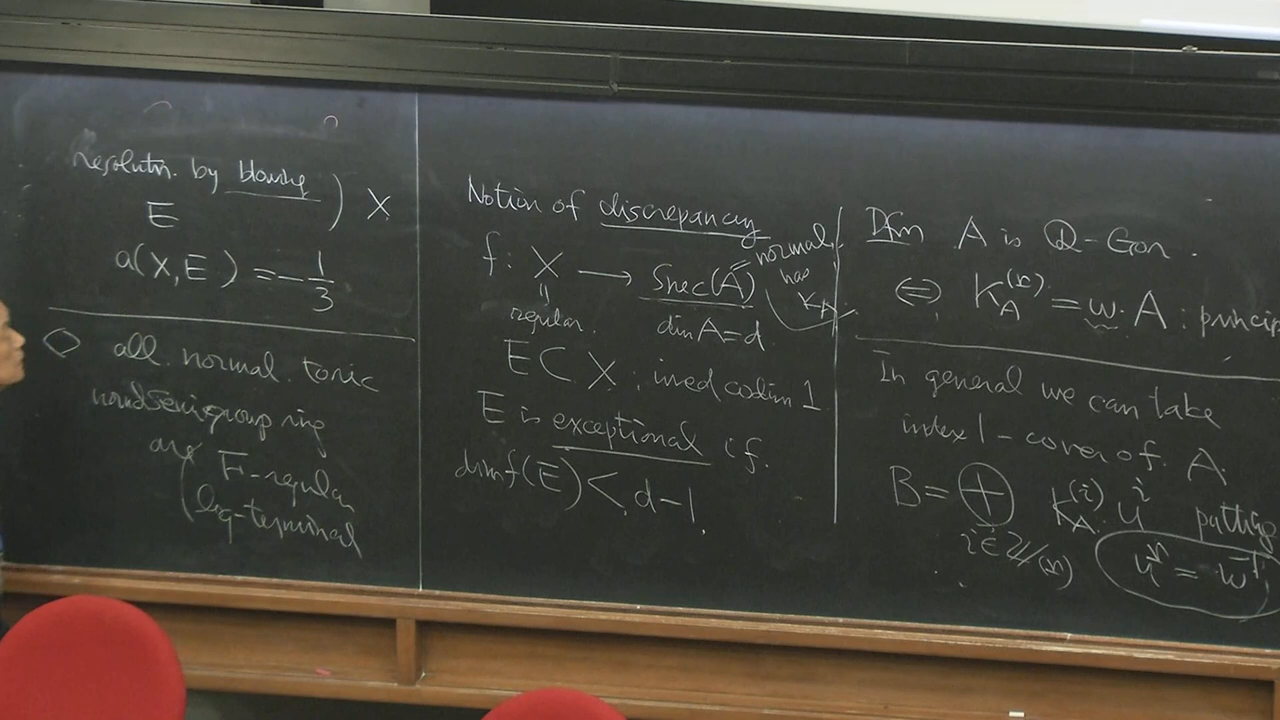 resolutn. by blowing ) X
E
a(X,E) = -1/3
◇ all normal toric
semigroup ring
are F-regular
(log-terminal
Notion of discrepancy
f: X → Spec(A) = normal, has K_A
regular. dim A=d
E ⊂ X ; irred codim 1
E is exceptional if.
dim f(E) < d-1.
Dfn A is Q-Gor.
⇔ K_A^(r) = w·A : princip
In general we can take
index 1-cover of A
B = ⊕ K_A^(i) u^i putting
i∈Z/(r) u^r = w^-1